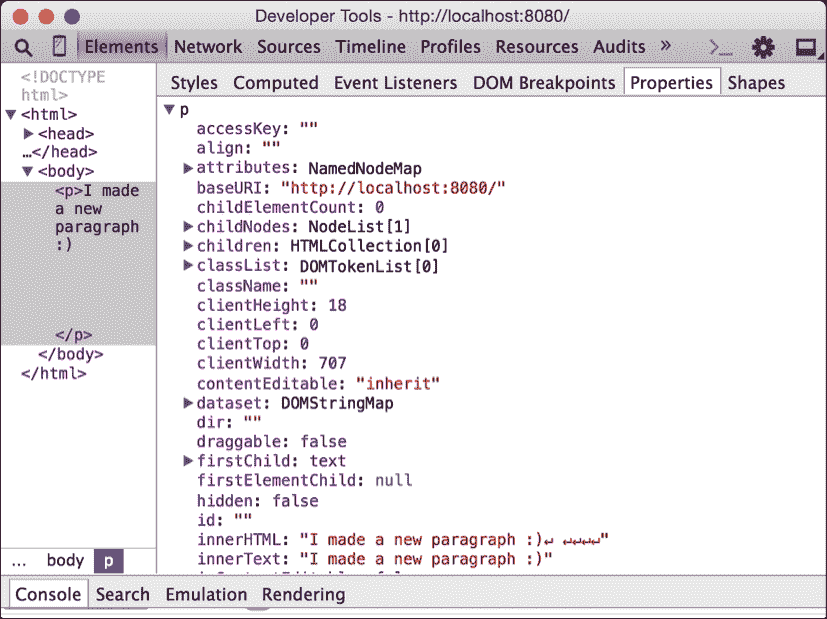 Developer Tools - http://localhost:8080/
Elements Network Sources Timeline Profiles Resources Audits »
<!DOCTYPE
html>
▼<html>
▶<head>
…</head>
▼<body>
<p>I made
a new
paragraph
:)
</p>
</body>
</html>
… body p
Styles Computed Event Listeners DOM Breakpoints Properties Shapes
▼p
accessKey: ""
align: ""
▶attributes: NamedNodeMap
baseURI: "http://localhost:8080/"
childElementCount: 0
▶childNodes: NodeList[1]
▶children: HTMLCollection[0]
▶classList: DOMTokenList[0]
className: ""
clientHeight: 18
clientLeft: 0
clientTop: 0
clientWidth: 707
contentEditable: "inherit"
▶dataset: DOMStringMap
dir: ""
draggable: false
▶firstChild: text
firstElementChild: null
hidden: false
id: ""
innerHTML: "I made a new paragraph :)↵ ↵↵↵↵"
innerText: "I made a new paragraph :)"
Console Search Emulation Rendering